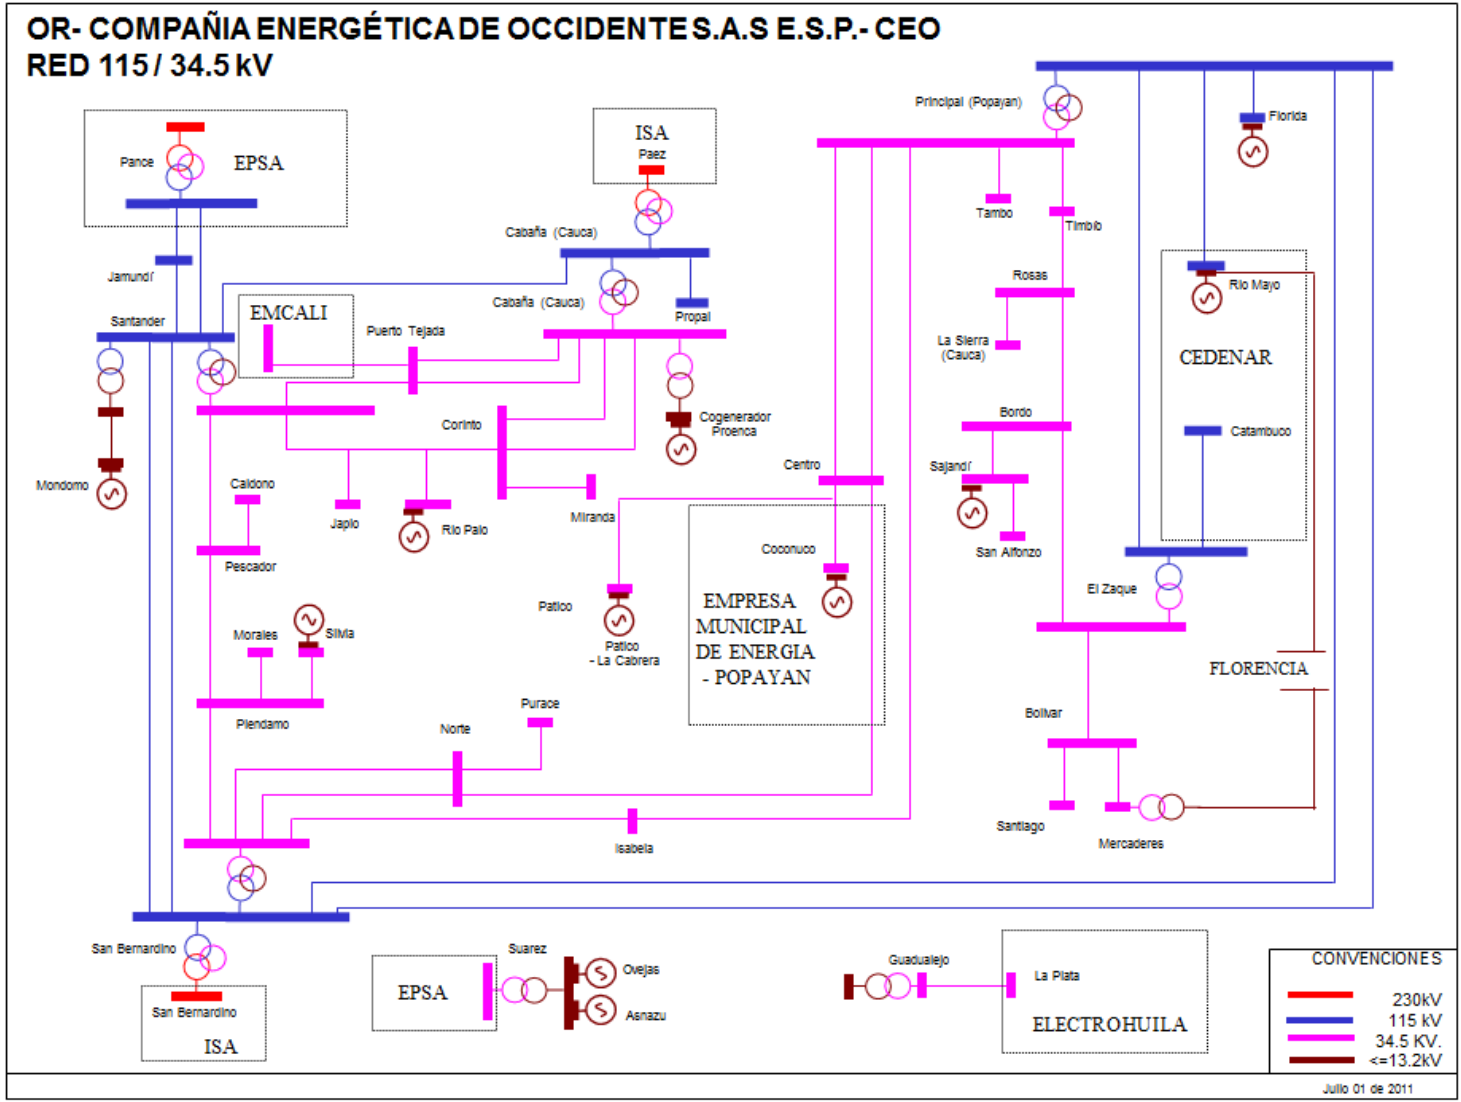 OR- COMPAÑIA ENERGÉTICA DE OCCIDENTE S.A.S E.S.P.- CEO
RED 115 / 34.5 kV
Pance
EPSA
ISA
Paez
Principal (Popayan)
Florida
Jamundí
Cabaña (Cauca)
Tambo
Timbío
Santander
EMCALI
Cabaña (Cauca)
Propal
Puerto Tejada
Rosas
Rio Mayo
La Sierra
(Cauca)
CEDENAR
Corinto
Cogenerador
Proenca
Bordo
Catambuco
Mondomo
Caldono
Japio
Rio Palo
Miranda
Centro
Sajandí
San Alfonzo
Pescador
Coconuco
El Zaque
Patico
Patico
- La Cabrera
EMPRESA
MUNICIPAL
DE ENERGIA
- POPAYAN
Morales
Silvia
FLORENCIA
Piendamo
Norte
Purace
Bolivar
Isabela
Santiago
Mercaderes
San Bernardino
San Bernardino
ISA
EPSA
Suarez
Ovejas
Asnazu
Guadualejo
La Plata
ELECTROHUILA
CONVENCIONES
230kV
115 kV
34.5 KV.
<=13.2kV
Julio 01 de 2011